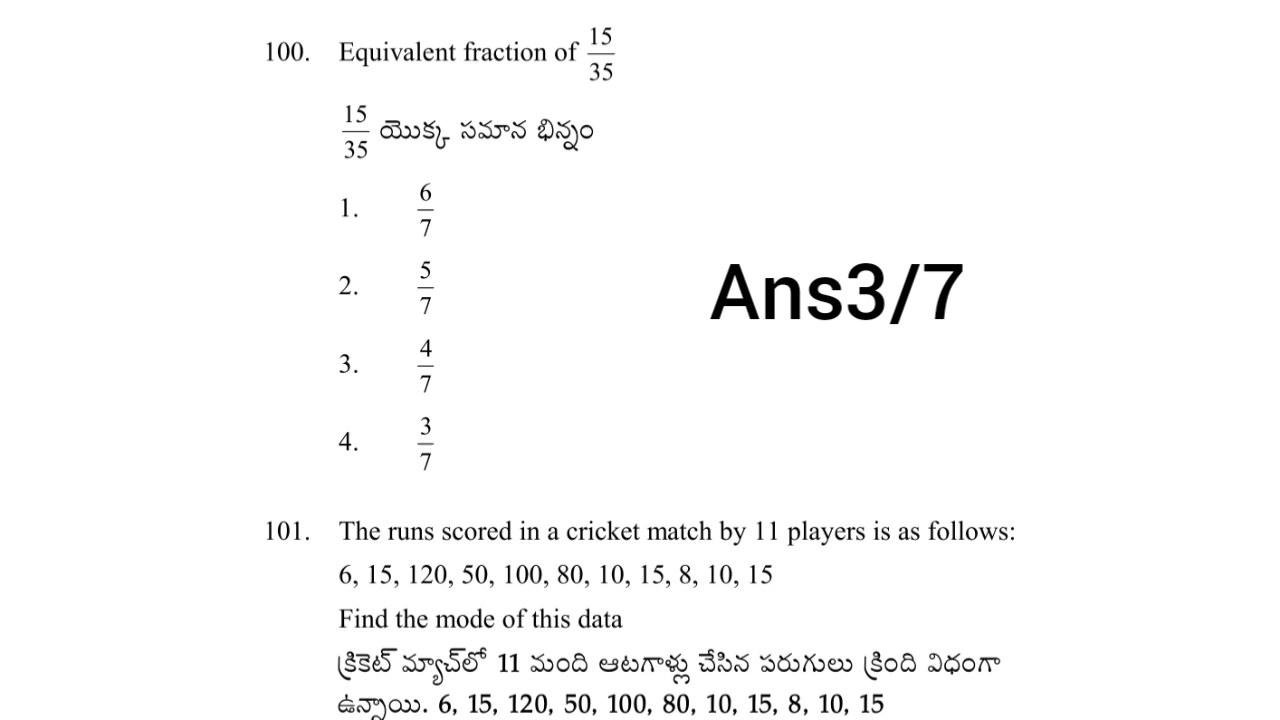 100. Equivalent fraction of 15/35
15/35 యొక్క సమాన భిన్నం
1. 6/7
2. 5/7
3. 4/7
4. 3/7
Ans3/7
101. The runs scored in a cricket match by 11 players is as follows:
6, 15, 120, 50, 100, 80, 10, 15, 8, 10, 15
Find the mode of this data
క్రికెట్ మ్యాచ్‌లో 11 మంది ఆటగాళ్లు చేసిన పరుగులు క్రింది విధంగా
ఉన్నాయి. 6, 15, 120, 50, 100, 80, 10, 15, 8, 10, 15